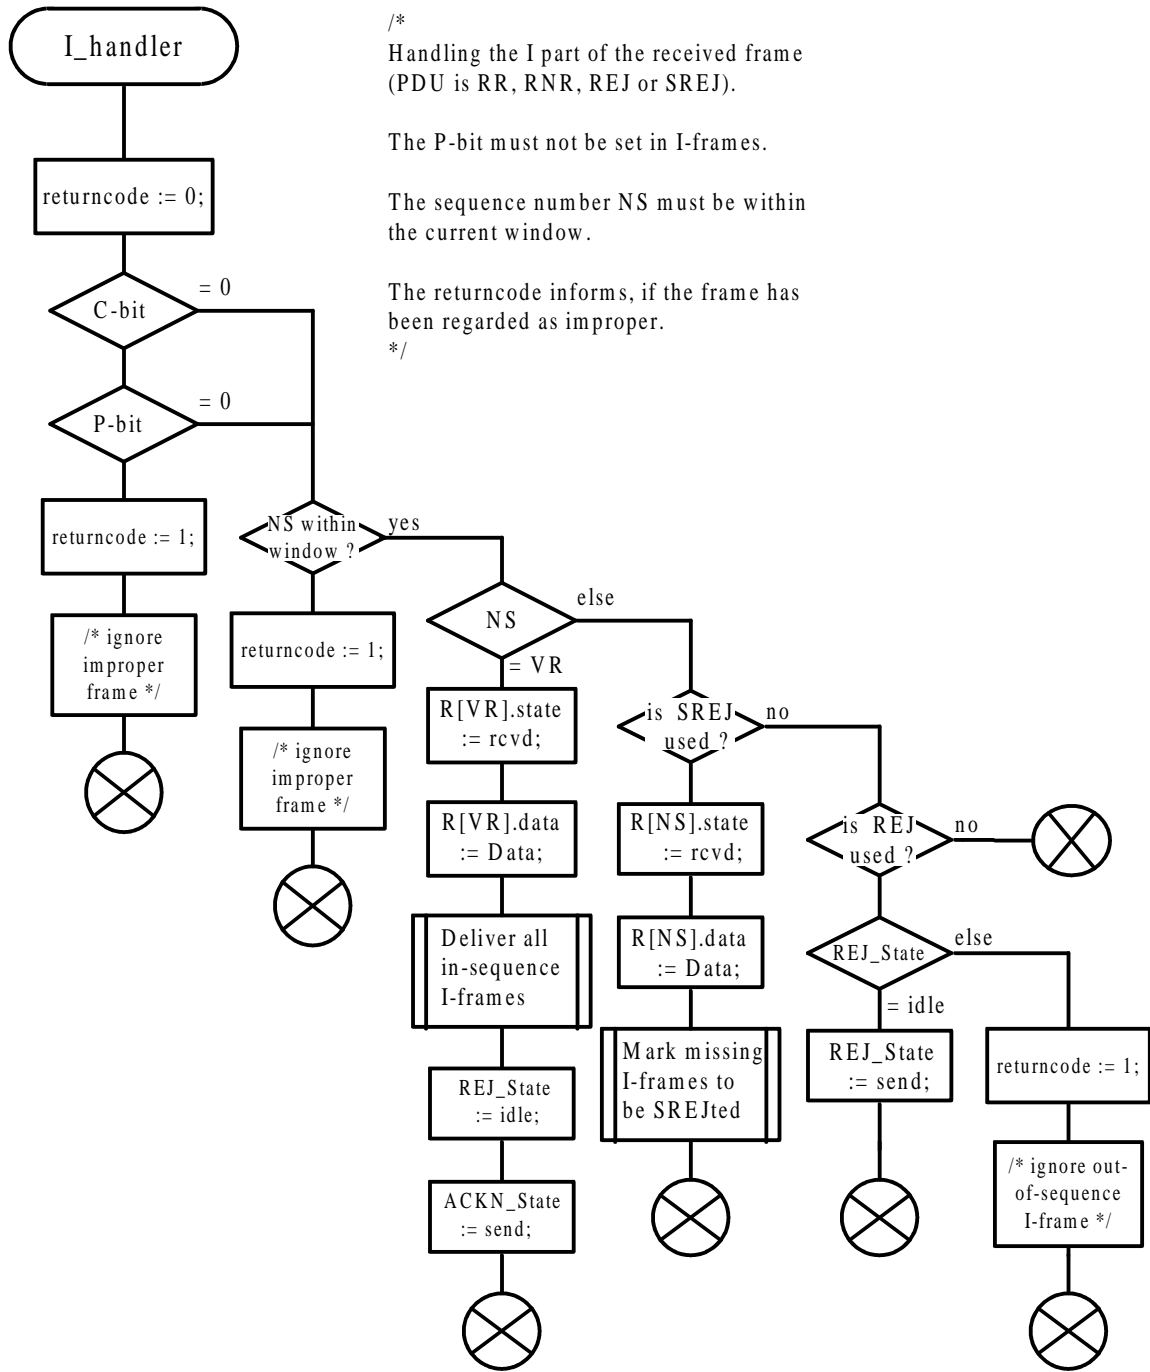 I_handler
/*
Handling the I part of the received frame
(PDU is RR, RNR, REJ or SREJ).
The P-bit must not be set in I-frames.
The sequence number NS must be within
the current window.
The returncode informs, if the frame has
been regarded as improper.
*/
returncode := 0;
C-bit
= 0
P-bit
= 0
returncode := 1;
/* ignore
improper
frame */
NS within
window ?
yes
returncode := 1;
/* ignore
improper
frame */
NS
else
= VR
R[VR].state
:= rcvd;
R[VR].data
:= Data;
Deliver all
in-sequence
I-frames
REJ_State
:= idle;
ACKN_State
:= send;
is SREJ
used ?
no
R[NS].state
:= rcvd;
R[NS].data
:= Data;
Mark missing
I-frames to
be SREJted
is REJ
used ?
no
REJ_State
else
= idle
REJ_State
:= send;
returncode := 1;
/* ignore out-
of-sequence
I-frame */